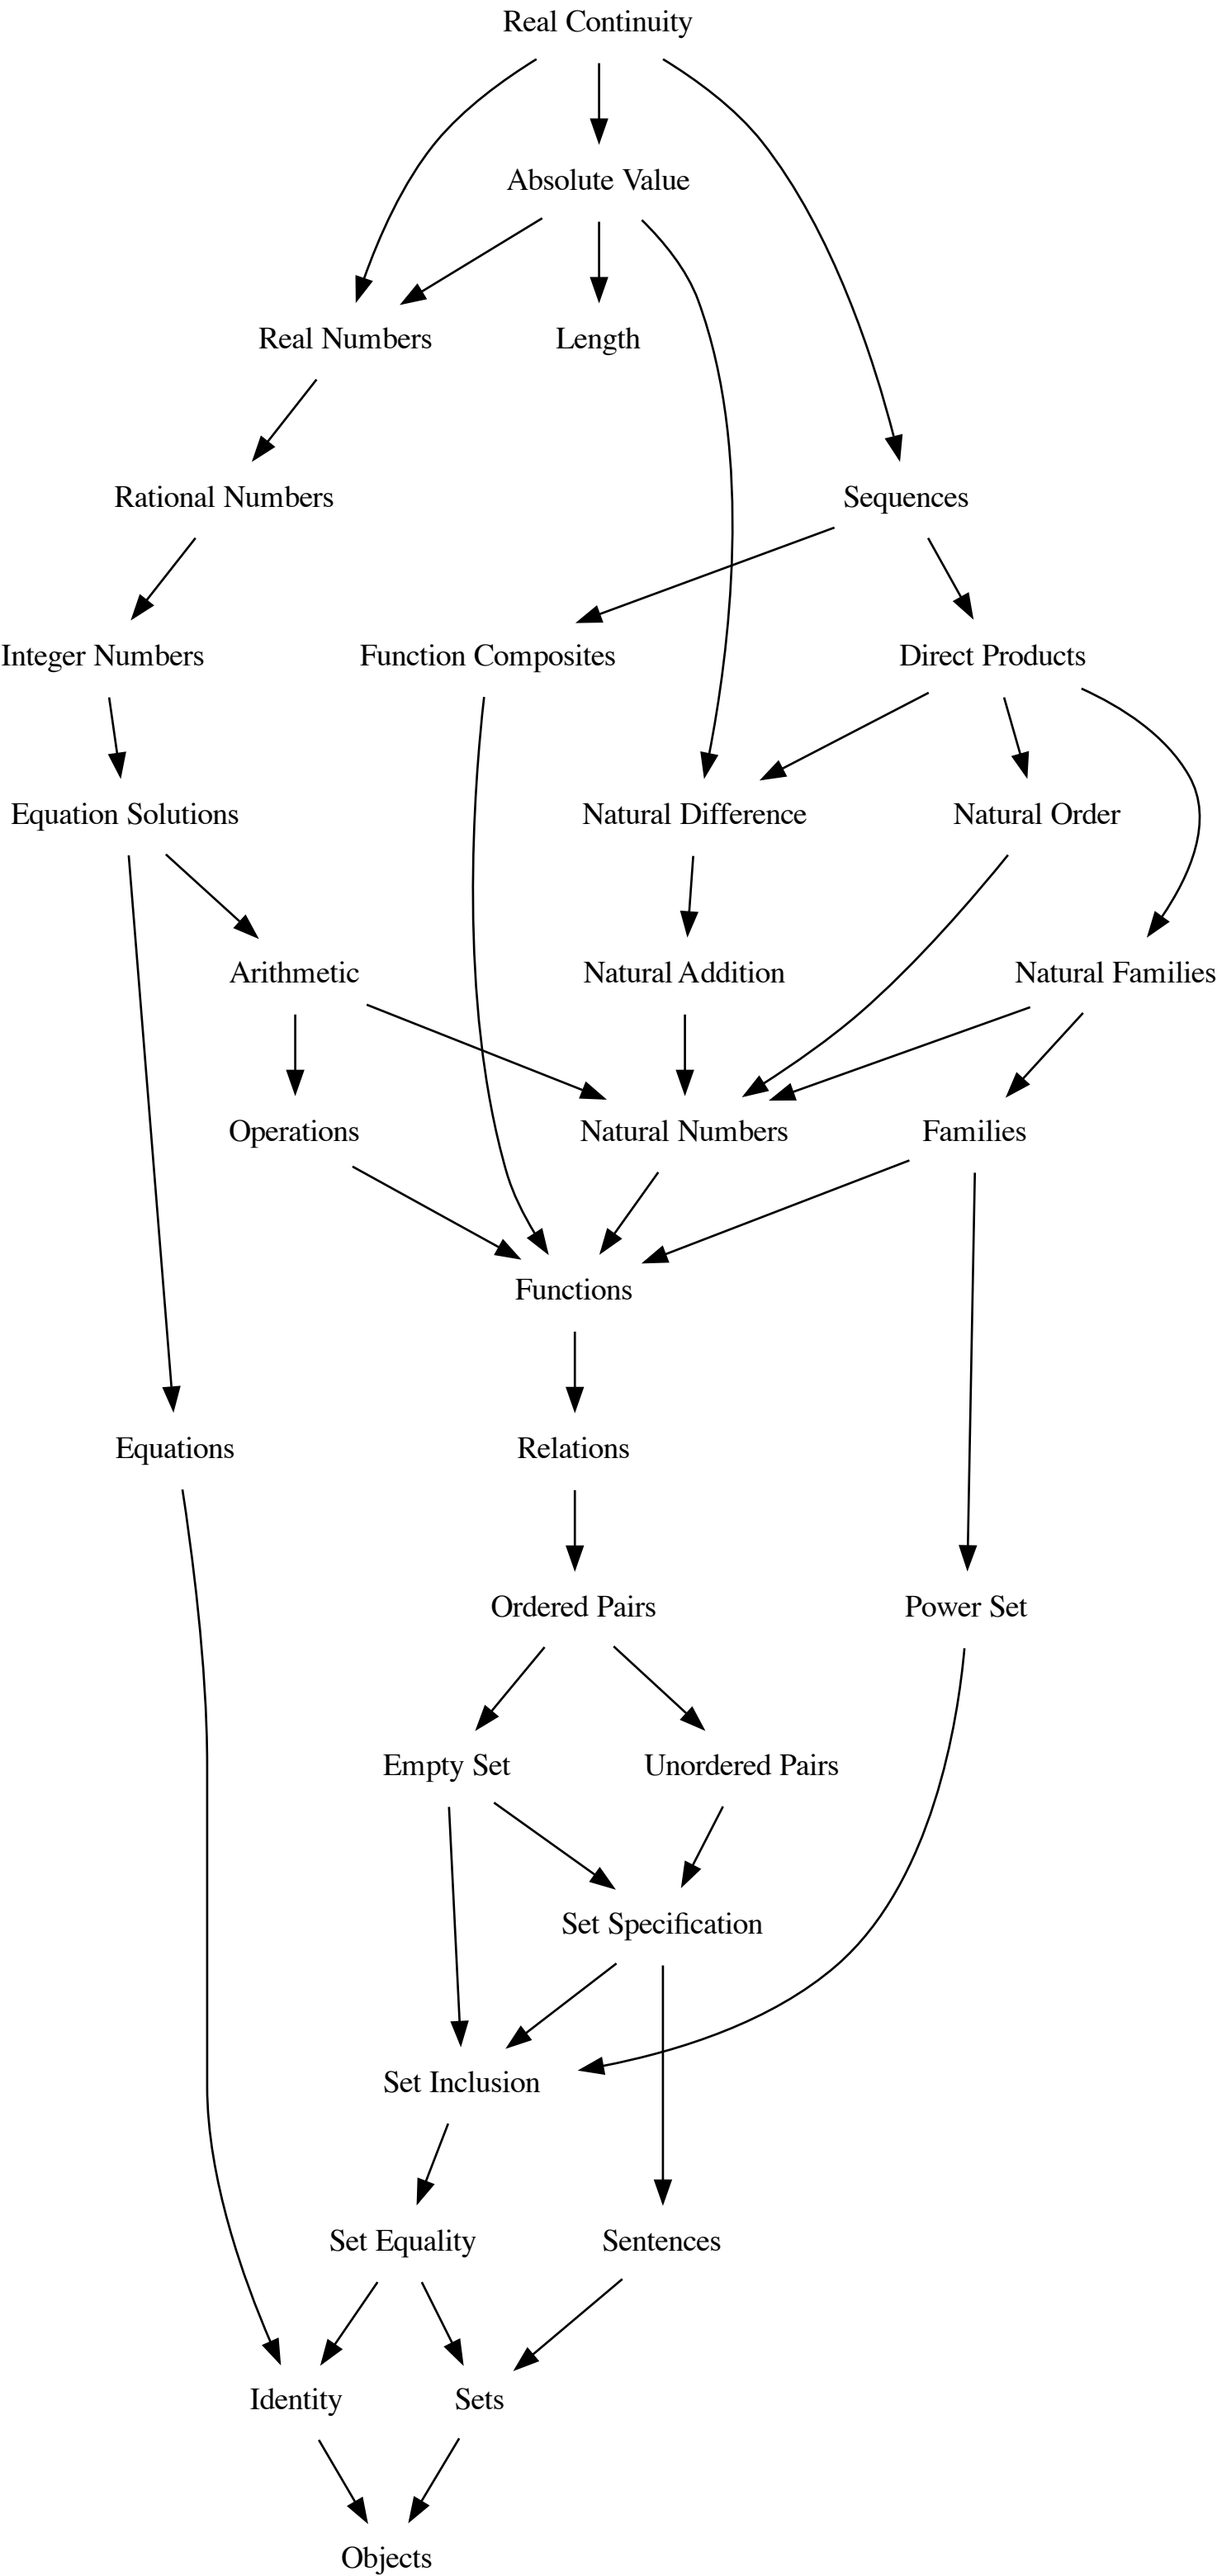 Real Continuity
Absolute Value
Real Numbers
Length
Rational Numbers
Sequences
Integer Numbers
Function Composites
Direct Products
Equation Solutions
Natural Difference
Natural Order
Arithmetic
Natural Addition
Natural Families
Operations
Natural Numbers
Families
Functions
Equations
Relations
Ordered Pairs
Power Set
Empty Set
Unordered Pairs
Set Specification
Set Inclusion
Set Equality
Sentences
Identity
Sets
Objects